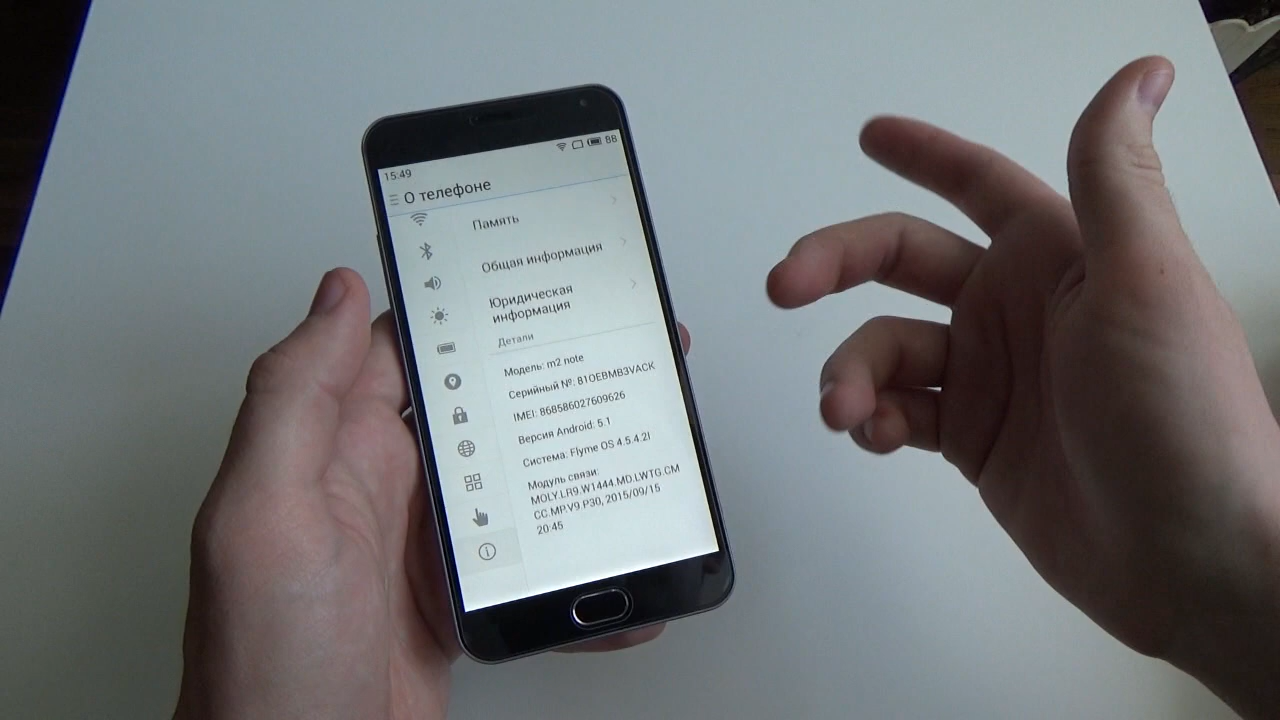 88
15:49
О телефоне
Память
Общая информация
Юридическая
информация
Детали
Модель: m2 note
Серийный №: 81OEBMB3VACK
IMEI: 868586027609626
Версия Android: 5.1
Система: Flyme OS 4.5.4.2I
Модуль связи:
MOLY.LR9.W1444.MD.LWTG.CM
CC.MP.V9.P30, 2015/09/15
20:45